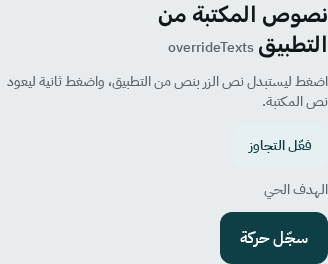 نصوص المكتبة من
التطبيق overrideTexts
اضغط ليستبدل نص الزر بنص من التطبيق، واضغط ثانية ليعود
نص المكتبة.
فعّل التجاوز
الهدف الحي
سجّل حركة